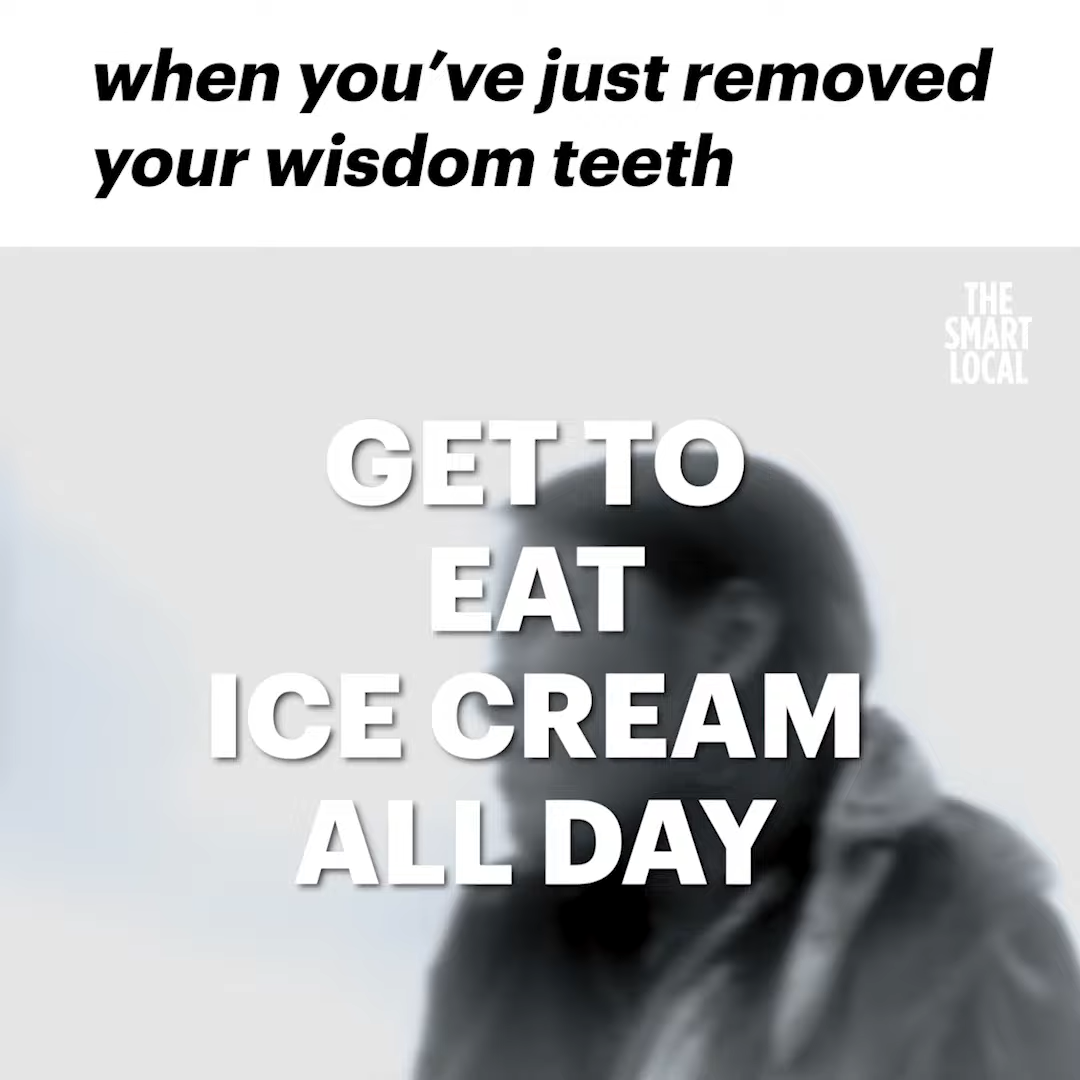 when you’ve just removed
your wisdom teeth
THE
SMART
LOCAL
GET TO
EAT
ICE CREAM
ALL DAY